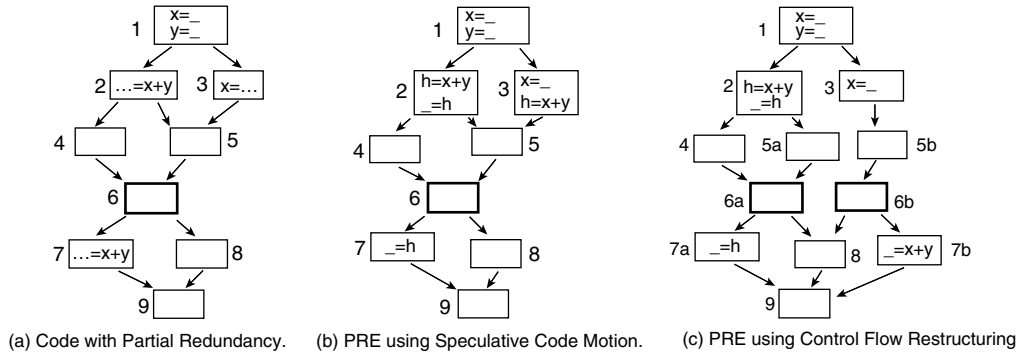 1
x=_
y=_
2
...=x+y
3
x=...
4
5
6
7
...=x+y
8
9
(a) Code with Partial Redundancy.
1
x=_
y=_
2
h=x+y
_=h
3
x=_
h=x+y
4
5
6
7
_=h
8
9
(b) PRE using Speculative Code Motion.
1
x=_
y=_
2
h=x+y
_=h
3
x=_
4
5a
5b
6a
6b
7a
_=h
8
_=x+y
7b
9
(c) PRE using Control Flow Restructuring